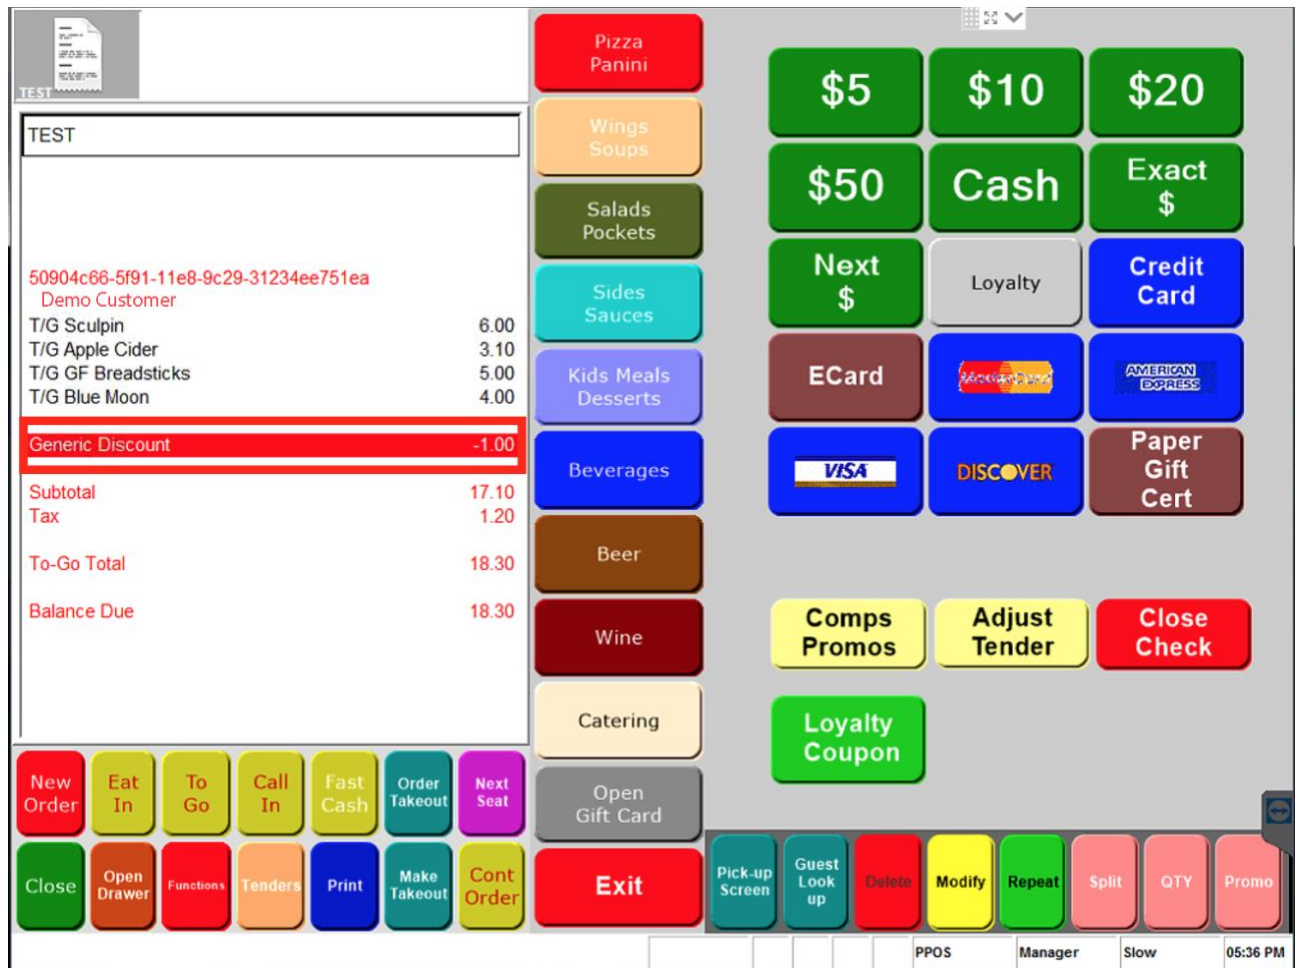 TEST
TEST
50904c66-5f91-11e8-9c29-31234ee751ea
Demo Customer
T/G Sculpin 6.00
T/G Apple Cider 3.10
T/G GF Breadsticks 5.00
T/G Blue Moon 4.00
Generic Discount -1.00
Subtotal 17.10
Tax 1.20
To-Go Total 18.30
Balance Due 18.30
New
Order
Eat
In
To
Go
Call
In
Fast
Cash
Order
Takeout
Next
Seat
Close
Open
Drawer
Functions
Tenders
Print
Make
Takeout
Cont
Order
Pizza
Panini
Wings
Soups
Salads
Pockets
Sides
Sauces
Kids Meals
Desserts
Beverages
Beer
Wine
Catering
Open
Gift Card
Exit
$5
$10
$20
$50
Cash
Exact
$
Next
$
Loyalty
Credit
Card
ECard
MasterCard
AMERICAN
EXPRESS
VISA
DISCOVER
Paper
Gift
Cert
Comps
Promos
Adjust
Tender
Close
Check
Loyalty
Coupon
Pick-up
Screen
Guest
Look
up
Delete
Modify
Repeat
Split
QTY
Promo
PPOS
Manager
Slow
05:36 PM